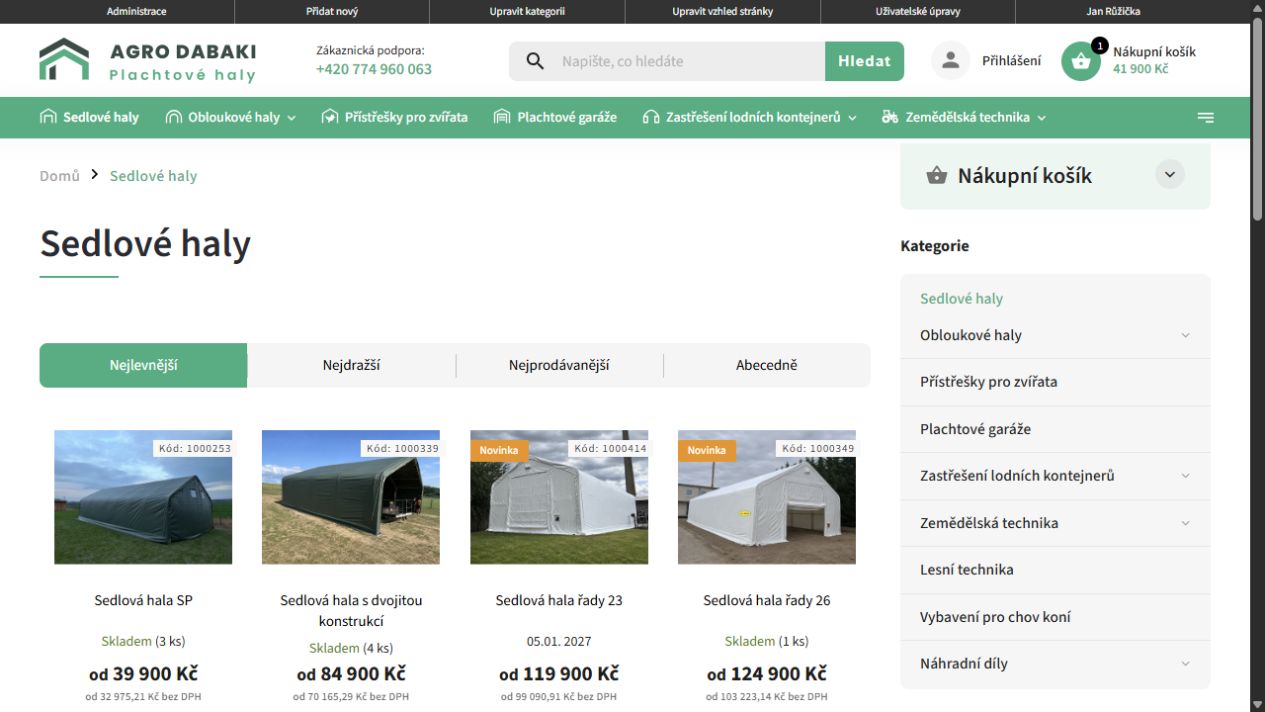 Administrace
Přidat nový
Upravit kategorii
Upravit vzhled stránky
Uživatelské úpravy
Jan Růžička
AGRO DABAKI
Plachtové haly
Zákaznická podpora:
+420 774 960 063
Napište, co hledáte
Hledat
Přihlášení
1
Nákupní košík
41 900 Kč
Sedlové haly
Obloukové haly
Přístřešky pro zvířata
Plachtové garáže
Zastřešení lodních kontejnerů
Zemědělská technika
Domů
Sedlové haly
Sedlové haly
Nejlevnější
Nejdražší
Nejprodávanější
Abecedně
Kód: 1000253
Sedlová hala SP
Skladem (3 ks)
od 39 900 Kč
od 32 975,21 Kč bez DPH
Kód: 1000339
Sedlová hala s dvojitou
konstrukcí
Skladem (4 ks)
od 84 900 Kč
od 70 165,29 Kč bez DPH
Novinka
Kód: 1000414
Sedlová hala řady 23
05.01. 2027
od 119 900 Kč
od 99 090,91 Kč bez DPH
Novinka
Kód: 1000349
Sedlová hala řady 26
Skladem (1 ks)
od 124 900 Kč
od 103 223,14 Kč bez DPH
Nákupní košík
Kategorie
Sedlové haly
Obloukové haly
Přístřešky pro zvířata
Plachtové garáže
Zastřešení lodních kontejnerů
Zemědělská technika
Lesní technika
Vybavení pro chov koní
Náhradní díly